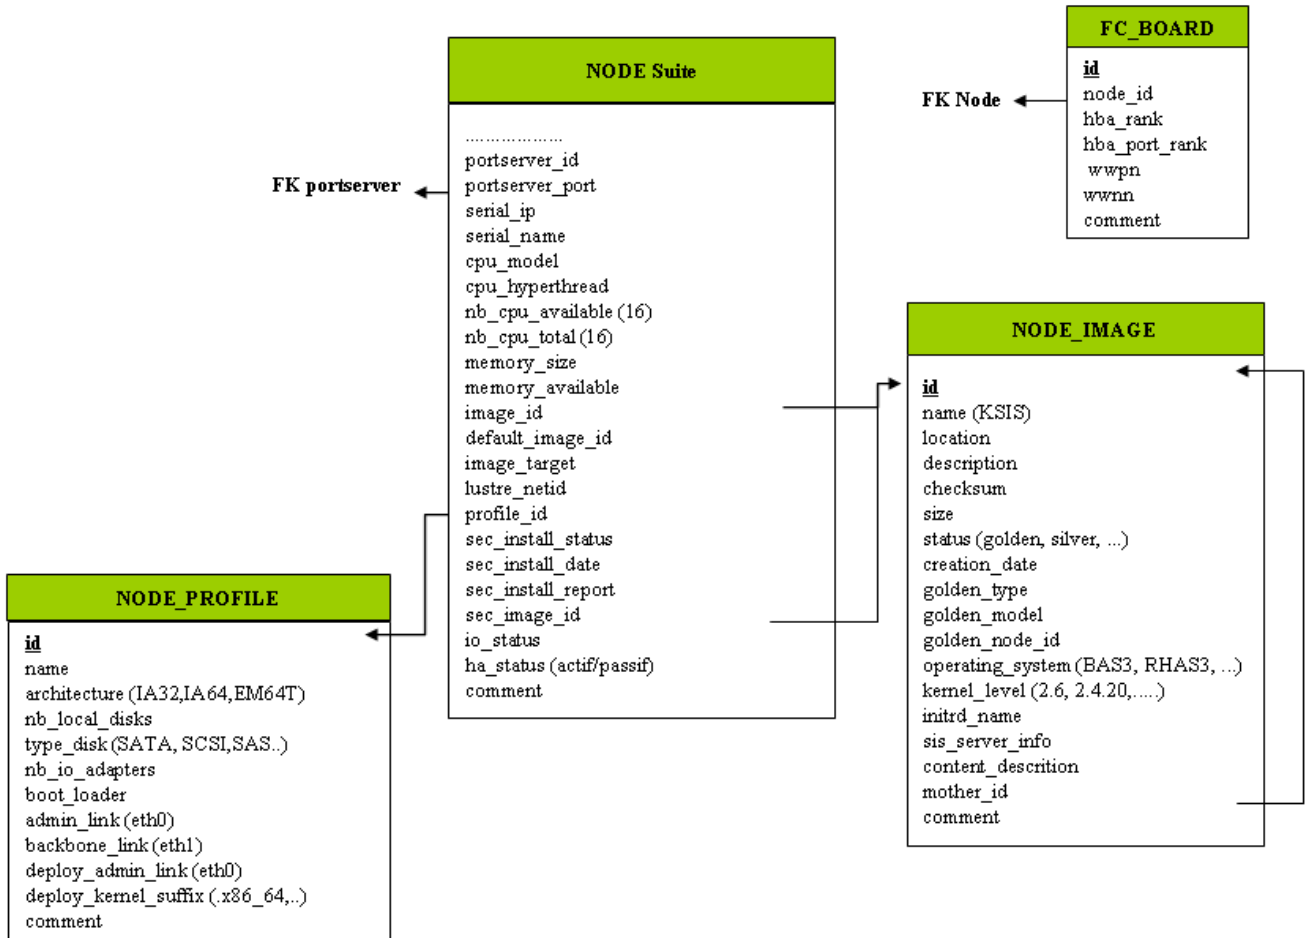 FC_BOARD
id
node_id
hba_rank
hba_port_rank
wwpn
wwnn
comment
FK Node
NODE Suite
...................
portserver_id
portserver_port
serial_ip
serial_name
cpu_model
cpu_hyperthread
nb_cpu_available (16)
nb_cpu_total (16)
memory_size
memory_available
image_id
default_image_id
image_target
lustre_netid
profile_id
sec_install_status
sec_install_date
sec_install_report
sec_image_id
io_status
ha_status (actif/passif)
comment
FK portserver
NODE_IMAGE
id
name (KSIS)
location
description
checksum
size
status (golden, silver, ...)
creation_date
golden_type
golden_model
golden_node_id
operating_system (BAS3, RHAS3, ...)
kernel_level (2.6, 2.4.20,.....)
initrd_name
sis_server_info
content_descrition
mother_id
comment
NODE_PROFILE
id
name
architecture (IA32,IA64,EM64T)
nb_local_disks
type_disk (SATA, SCSI,SAS..)
nb_io_adapters
boot_loader
admin_link (eth0)
backbone_link (eth1)
deploy_admin_link (eth0)
deploy_kernel_suffix (.x86_64,..)
comment